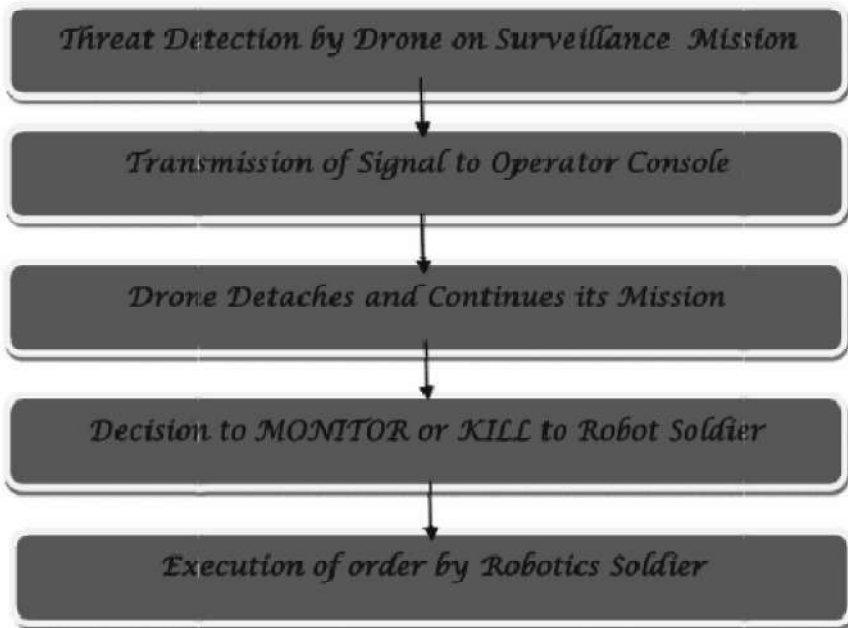 Threat Detection by Drone on Surveillance Mission
Transmission of Signal to Operator Console
Drone Detaches and Continues its Mission
Decision to MONITOR or KILL to Robot Soldier
Execution of order by Robotics Soldier